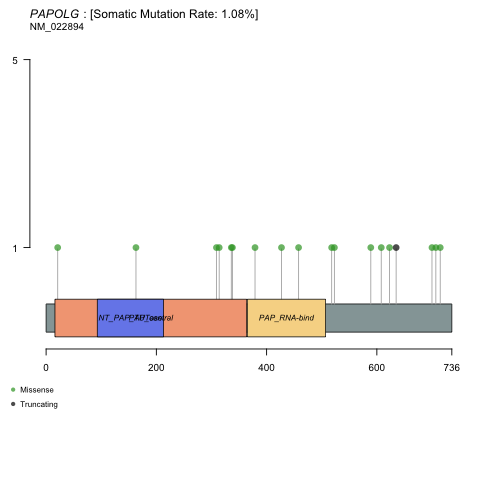 PAPOLG : [Somatic Mutation Rate: 1.08%]
NM_022894
5
1
PAP_RNA-bind
0 200 400 600 736
Missense
Truncating